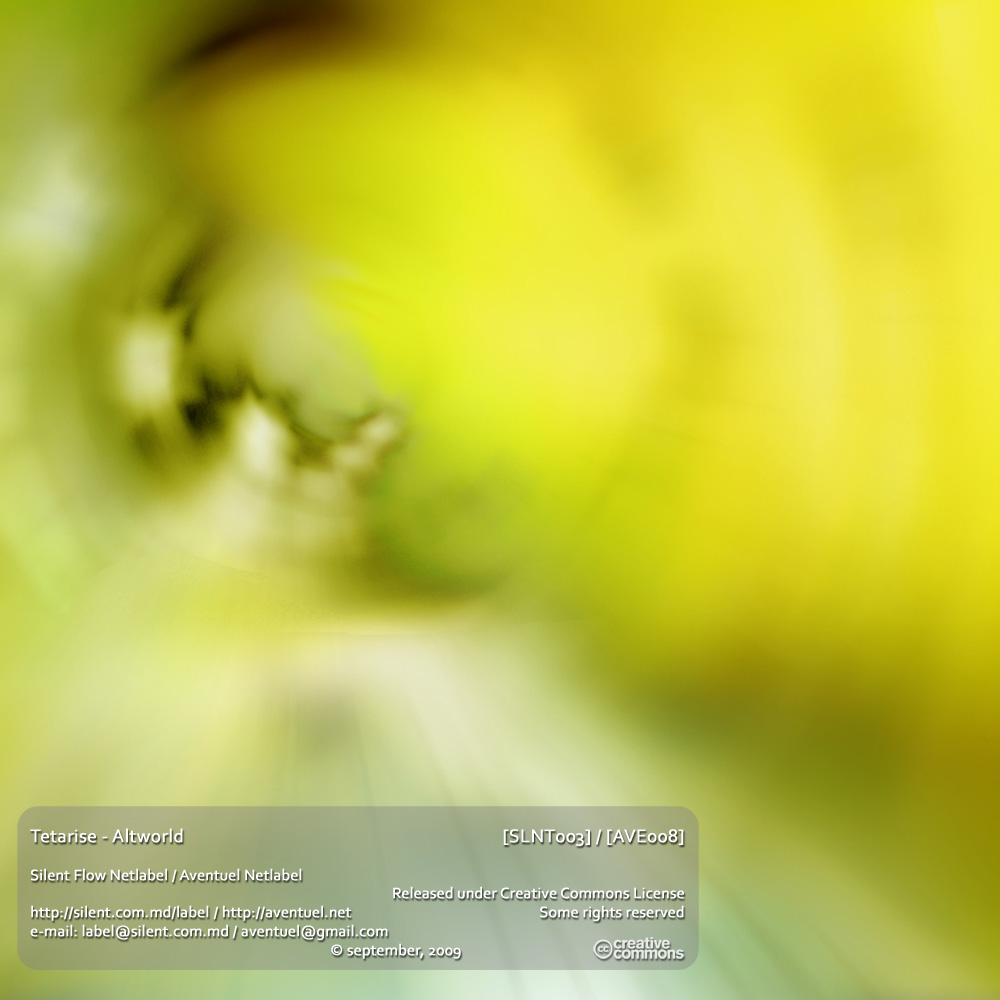 Tetarise - Altworld [SLNT003] / [AVE008]
Silent Flow Netlabel / Aventuel Netlabel
Released under Creative Commons License
http://silent.com.md/label / http://aventuel.net Some rights reserved
e-mail: label@silent.com.md / aventuel@gmail.com
© september, 2009
cc creative commons